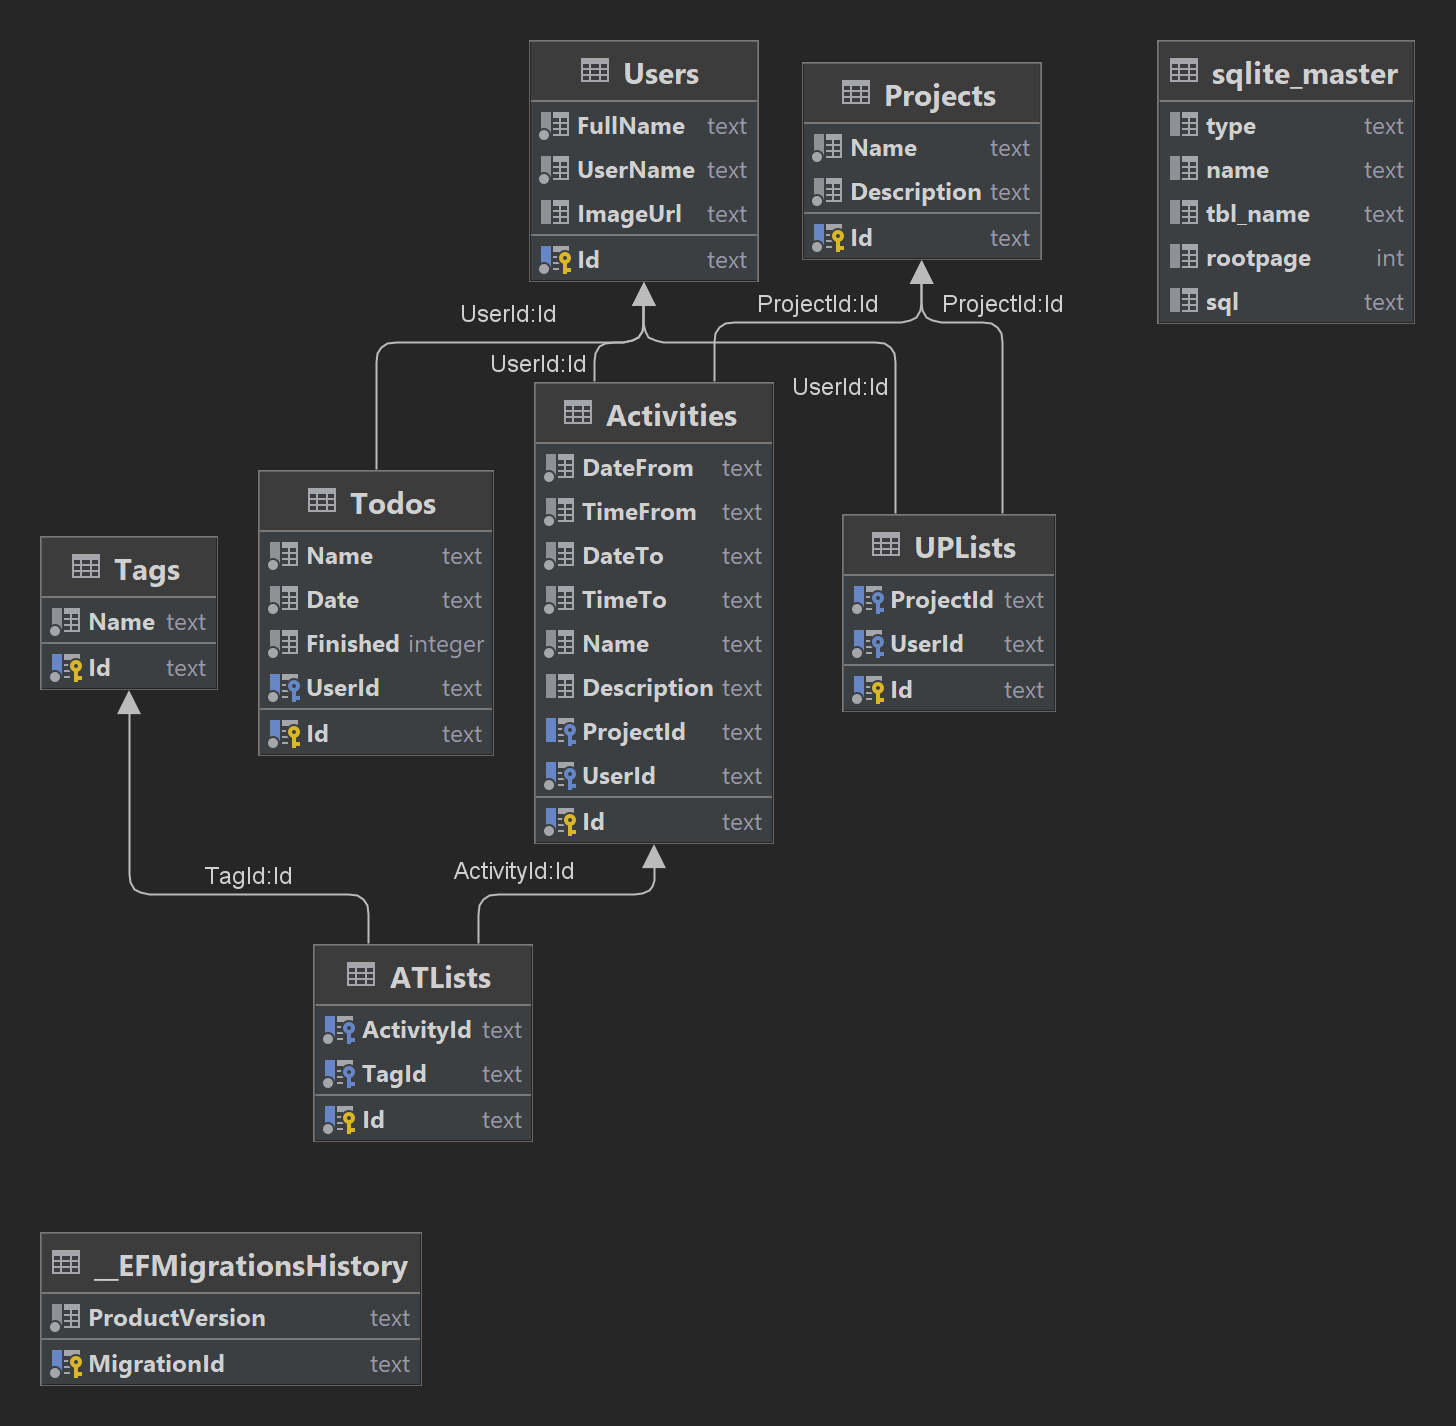 Users
FullName text
UserName text
ImageUrl text
Id text
Projects
Name text
Description text
Id text
sqlite_master
type text
name text
tbl_name text
rootpage int
sql text
UserId:Id
ProjectId:Id
ProjectId:Id
UserId:Id
UserId:Id
Activities
DateFrom text
TimeFrom text
DateTo text
TimeTo text
Name text
Description text
ProjectId text
UserId text
Id text
Todos
Name text
Date text
Finished integer
UserId text
Id text
UPLists
ProjectId text
UserId text
Id text
Tags
Name text
Id text
TagId:Id
ActivityId:Id
ATLists
ActivityId text
TagId text
Id text
__EFMigrationsHistory
ProductVersion text
MigrationId text